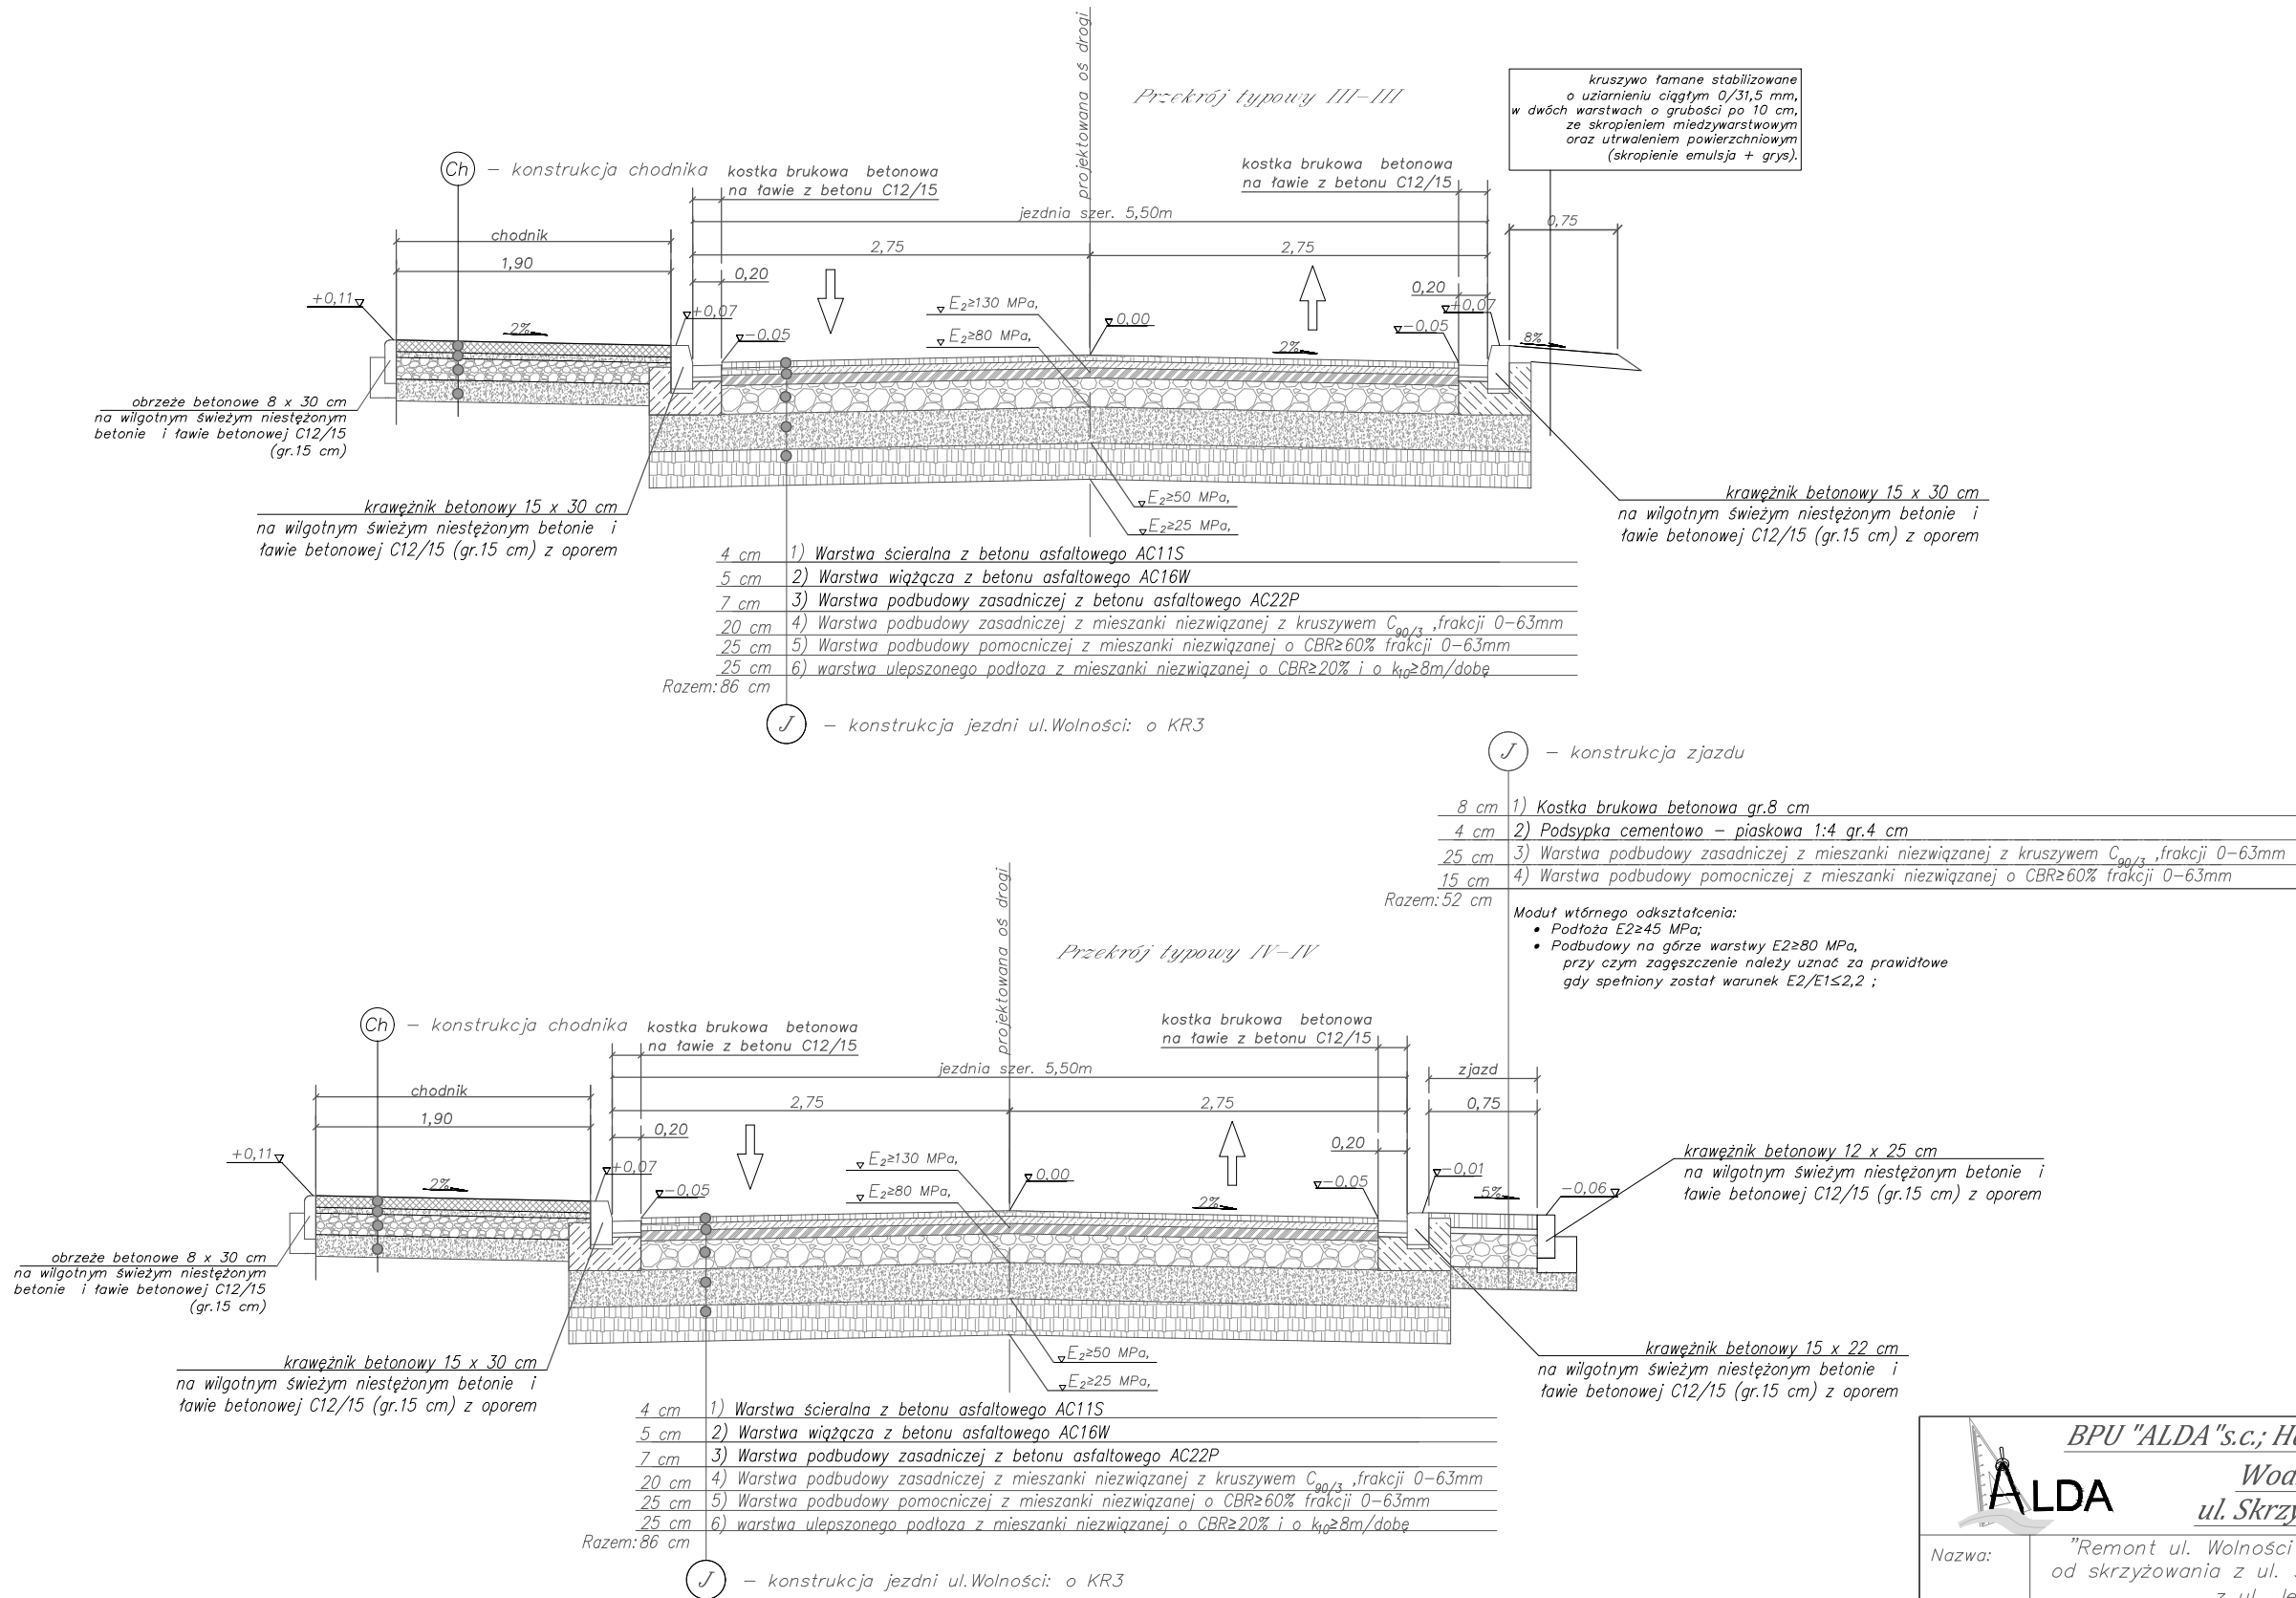 projektowana oś drogi
Przekrój typowy III-III
kruszywo łamane stabilizowane
o uziarnieniu ciągłym 0/31,5 mm,
w dwóch warstwach o grubości po 10 cm,
ze skropieniem miedzywarstwowym
oraz utrwaleniem powierzchniowym
(skropienie emulsja + grys).
Ch – konstrukcja chodnika
kostka brukowa betonowa
na ławie z betonu C12/15
kostka brukowa betonowa
na ławie z betonu C12/15
jezdnia szer. 5,50m
0,75
chodnik
2,75
2,75
1,90
0,20
0,20
+0,11
+0,07
-0.05
E2≥130 MPa,
E2≥80 MPa,
0,00
+0,07
-0,05
2%
2%
8%
obrzeże betonowe 8 x 30 cm
na wilgotnym świeżym niestężonym
betonie i ławie betonowej C12/15
(gr.15 cm)
krawężnik betonowy 15 x 30 cm
na wilgotnym świeżym niestężonym betonie i
ławie betonowej C12/15 (gr.15 cm) z oporem
E2≥50 MPa,
E2≥25 MPa,
krawężnik betonowy 15 x 30 cm
na wilgotnym świeżym niestężonym betonie i
ławie betonowej C12/15 (gr.15 cm) z oporem
4 cm 1) Warstwa ścieralna z betonu asfaltowego AC11S
5 cm 2) Warstwa wiążąca z betonu asfaltowego AC16W
7 cm 3) Warstwa podbudowy zasadniczej z betonu asfaltowego AC22P
20 cm 4) Warstwa podbudowy zasadniczej z mieszanki niezwiązanej z kruszywem C90/3 ,frakcji 0-63mm
25 cm 5) Warstwa podbudowy pomocniczej z mieszanki niezwiązanej o CBR≥60% frakcji 0-63mm
25 cm 6) warstwa ulepszonego podłoża z mieszanki niezwiązanej o CBR≥20% i o k10≥8m/dobę
Razem: 86 cm
J – konstrukcja jezdni ul.Wolności: o KR3
J – konstrukcja zjazdu
8 cm 1) Kostka brukowa betonowa gr.8 cm
4 cm 2) Podsypka cementowo – piaskowa 1:4 gr.4 cm
25 cm 3) Warstwa podbudowy zasadniczej z mieszanki niezwiązanej z kruszywem C90/3 ,frakcji 0-63mm
15 cm 4) Warstwa podbudowy pomocniczej z mieszanki niezwiązanej o CBR≥60% frakcji 0-63mm
Razem: 52 cm
Moduł wtórnego odkształcenia:
• Podłoża E2≥45 MPa;
• Podbudowy na górze warstwy E2≥80 MPa,
przy czym zagęszczenie należy uznać za prawidłowe
gdy spełniony został warunek E2/E1≤2,2 ;
projektowana oś drogi
Przekrój typowy IV-IV
Ch – konstrukcja chodnika
kostka brukowa betonowa
na ławie z betonu C12/15
kostka brukowa betonowa
na ławie z betonu C12/15
jezdnia szer. 5,50m
zjazd
chodnik
2,75
2,75
0,75
1,90
0,20
0,20
+0,11
+0,07
-0,05
E2≥130 MPa,
E2≥80 MPa,
0,00
-0,05
-0,01
-0,06
2%
2%
5%
krawężnik betonowy 12 x 25 cm
na wilgotnym świeżym niestężonym betonie i
ławie betonowej C12/15 (gr.15 cm) z oporem
obrzeże betonowe 8 x 30 cm
na wilgotnym świeżym niestężonym
betonie i ławie betonowej C12/15
(gr.15 cm)
krawężnik betonowy 15 x 30 cm
na wilgotnym świeżym niestężonym betonie i
ławie betonowej C12/15 (gr.15 cm) z oporem
E2≥50 MPa,
E2≥25 MPa,
krawężnik betonowy 15 x 22 cm
na wilgotnym świeżym niestężonym betonie i
ławie betonowej C12/15 (gr.15 cm) z oporem
4 cm 1) Warstwa ścieralna z betonu asfaltowego AC11S
5 cm 2) Warstwa wiążąca z betonu asfaltowego AC16W
7 cm 3) Warstwa podbudowy zasadniczej z betonu asfaltowego AC22P
20 cm 4) Warstwa podbudowy zasadniczej z mieszanki niezwiązanej z kruszywem C90/3 ,frakcji 0-63mm
25 cm 5) Warstwa podbudowy pomocniczej z mieszanki niezwiązanej o CBR≥60% frakcji 0-63mm
25 cm 6) warstwa ulepszonego podłoża z mieszanki niezwiązanej o CBR≥20% i o k10≥8m/dobę
Razem: 86 cm
J – konstrukcja jezdni ul.Wolności: o KR3
ALDA
BPU "ALDA"s.c.;
ul.
Nazwa:
"Remont ul. Wolności
od skrzyżowania z ul.
z ul.